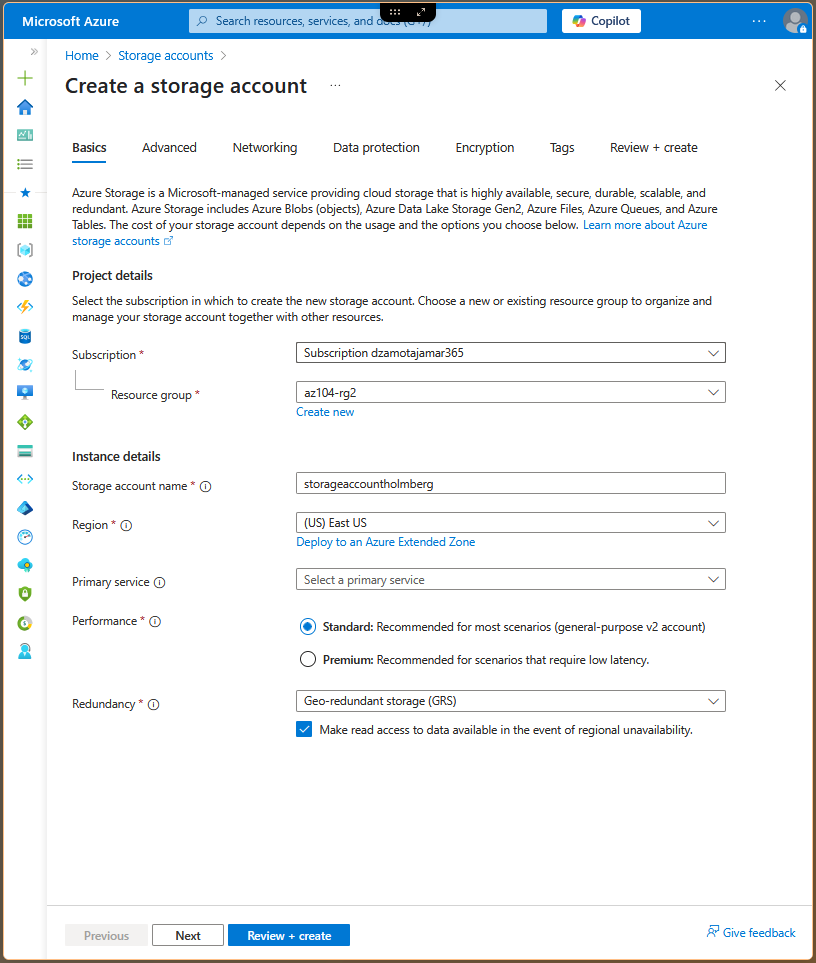 Microsoft Azure
Search resources, services, and docs (G+/)
Copilot
Home > Storage accounts >
Create a storage account ...
Basics Advanced Networking Data protection Encryption Tags Review + create
Azure Storage is a Microsoft-managed service providing cloud storage that is highly available, secure, durable, scalable, and
redundant. Azure Storage includes Azure Blobs (objects), Azure Data Lake Storage Gen2, Azure Files, Azure Queues, and Azure
Tables. The cost of your storage account depends on the usage and the options you choose below. Learn more about Azure
storage accounts
Project details
Select the subscription in which to create the new storage account. Choose a new or existing resource group to organize and
manage your storage account together with other resources.
Subscription * Subscription dzamotajamar365
Resource group * az104-rg2
Create new
Instance details
Storage account name * storageaccountholmberg
Region * (US) East US
Deploy to an Azure Extended Zone
Primary service Select a primary service
Performance * Standard: Recommended for most scenarios (general-purpose v2 account)
Premium: Recommended for scenarios that require low latency.
Redundancy * Geo-redundant storage (GRS)
Make read access to data available in the event of regional unavailability.
Previous Next Review + create Give feedback